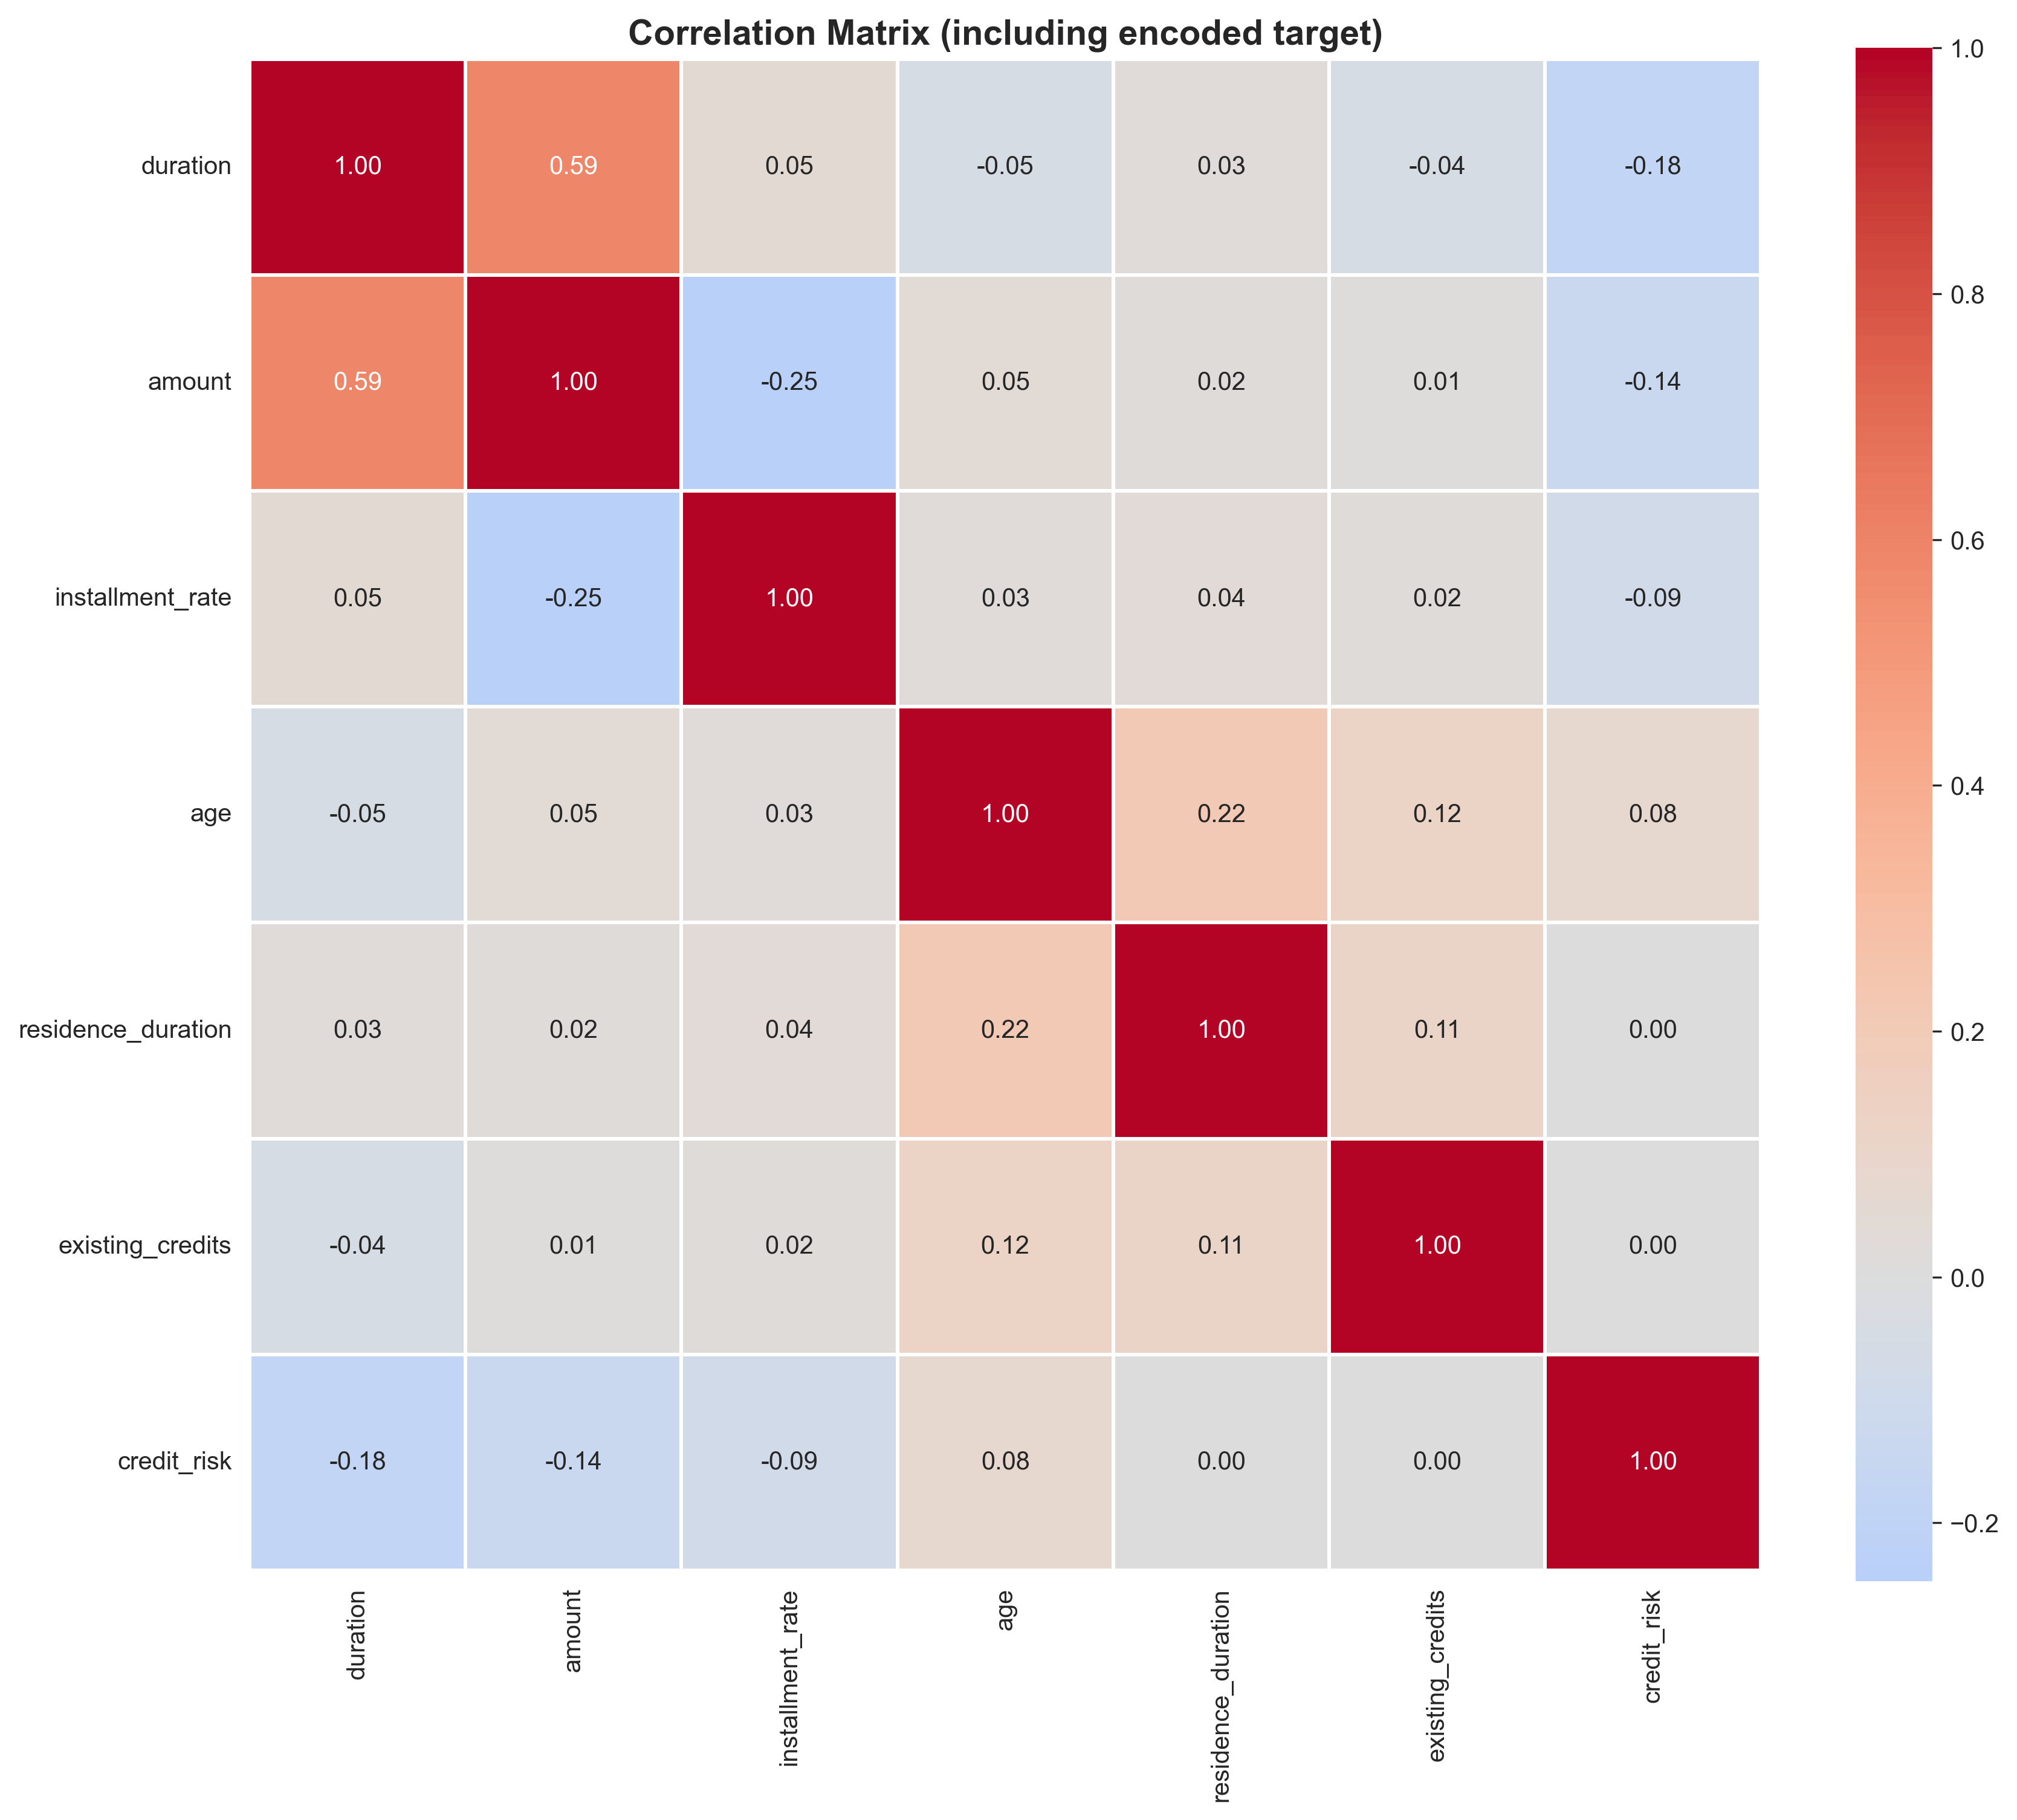 Correlation Matrix (including encoded target)
duration 1.00 0.59 0.05 -0.05 0.03 -0.04 -0.18
amount 0.59 1.00 -0.25 0.05 0.02 0.01 -0.14
installment_rate 0.05 -0.25 1.00 0.03 0.04 0.02 -0.09
age -0.05 0.05 0.03 1.00 0.22 0.12 0.08
residence_duration 0.03 0.02 0.04 0.22 1.00 0.11 0.00
existing_credits -0.04 0.01 0.02 0.12 0.11 1.00 0.00
credit_risk -0.18 -0.14 -0.09 0.08 0.00 0.00 1.00
duration amount installment_rate age residence_duration existing_credits credit_risk
1.0
0.8
0.6
0.4
0.2
0.0
−0.2